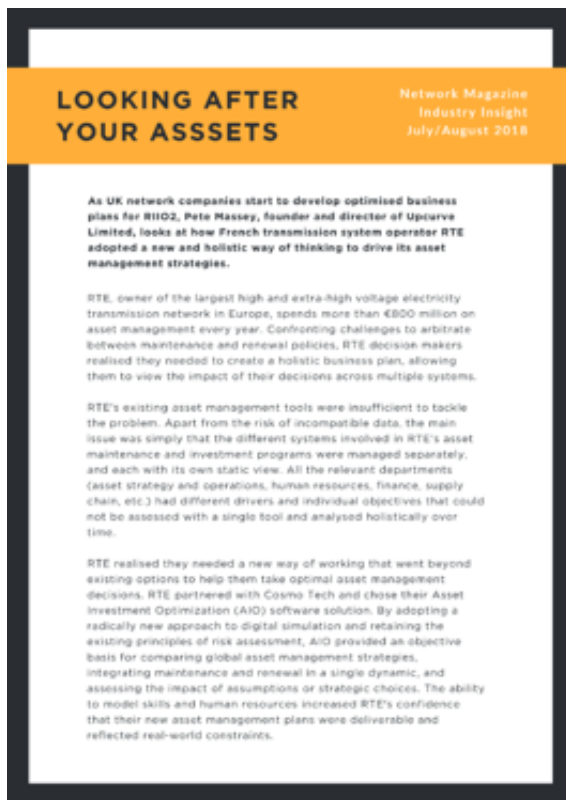 LOOKING AFTER
YOUR ASSSETS
Network Magazine
Industry Insight
July/August 2018
As UK network companies start to develop optimised business
plans for RIIO2, Pete Massey, founder and director of Upcurve
Limited, looks at how French transmission system operator RTE
adopted a new and holistic way of thinking to drive its asset
management strategies.
RTE, owner of the largest high and extra-high voltage electricity
transmission network in Europe, spends more than €800 million on
asset management every year. Confronting challenges to arbitrate
between maintenance and renewal policies, RTE decision makers
realised they needed to create a holistic business plan, allowing
them to view the impact of their decisions across multiple systems.
RTE's existing asset management tools were insufficient to tackle
the problem. Apart from the risk of incompatible data, the main
issue was simply that the different systems involved in RTE's asset
maintenance and investment programs were managed separately,
and each with its own static view. All the relevant departments
(asset strategy and operations, human resources, finance, supply
chain, etc.) had different drivers and individual objectives that could
not be assessed with a single tool and analysed holistically over
time.
RTE realised they needed a new way of working that went beyond
existing options to help them take optimal asset management
decisions. RTE partnered with Cosmo Tech and chose their Asset
Investment Optimization (AIO) software solution. By adopting a
radically new approach to digital simulation and retaining the
existing principles of risk assessment, AIO provided an objective
basis for comparing global asset management strategies,
integrating maintenance and renewal in a single dynamic, and
assessing the impact of assumptions or strategic choices. The ability
to model skills and human resources increased RTE's confidence
that their new asset management plans were deliverable and
reflected real-world constraints.